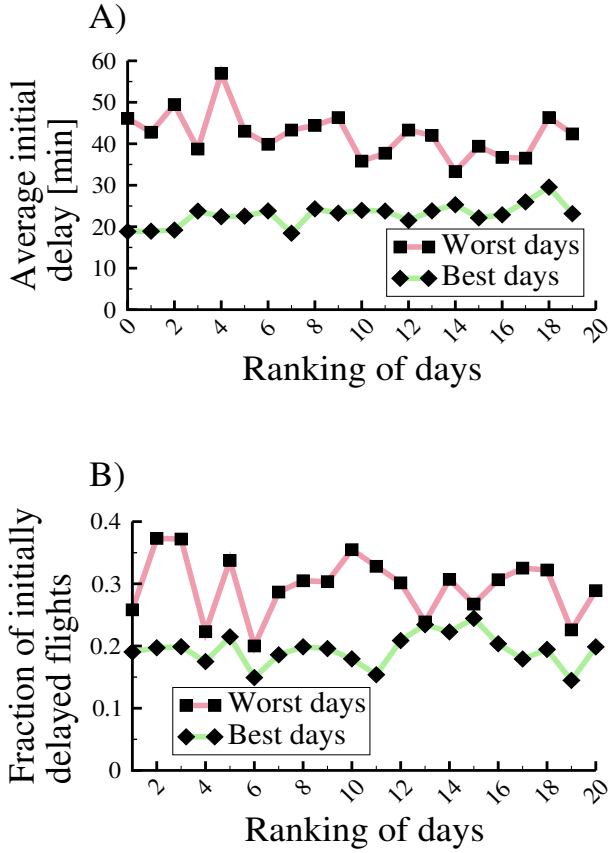 A)
Average initial
delay [min]
60
50
40
30
20
10
0
Worst days
Best days
0 2 4 6 8 10 12 14 16 18 20
Ranking of days
B)
Fraction of initially
delayed flights
0.4
0.3
0.2
0.1
0
Worst days
Best days
2 4 6 8 10 12 14 16 18 20
Ranking of days